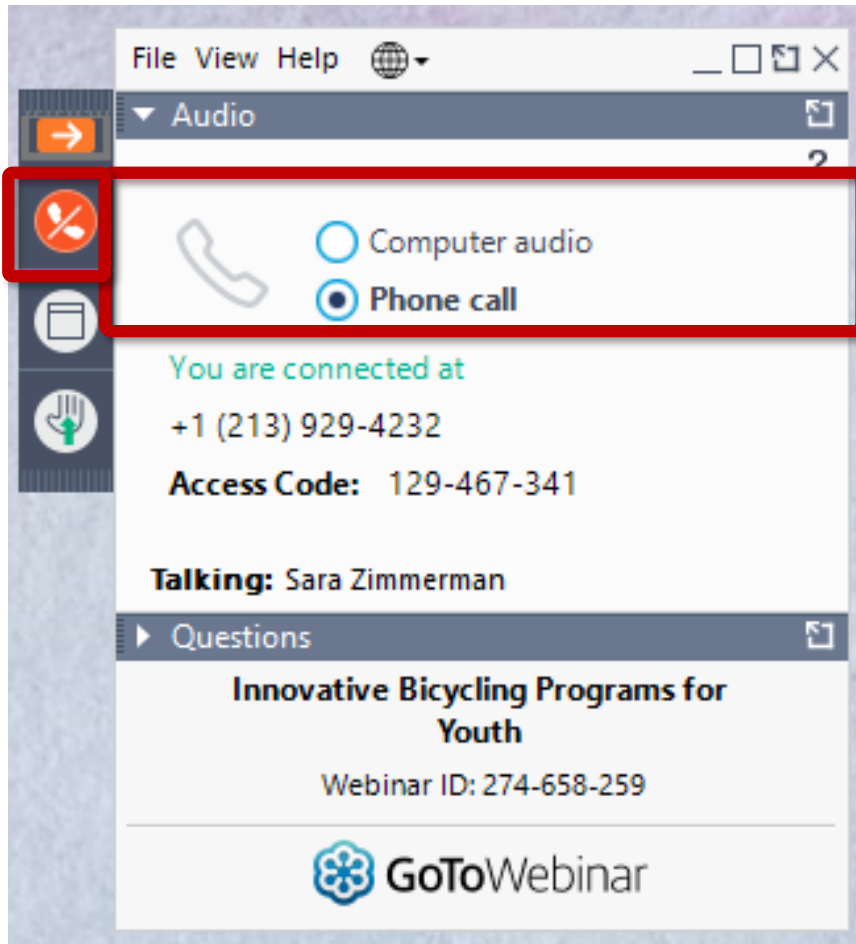 File View Help
Audio
?
Computer audio
Phone call
You are connected at
+1 (213) 929-4232
Access Code: 129-467-341
Talking: Sara Zimmerman
Questions
Innovative Bicycling Programs for
Youth
Webinar ID: 274-658-259
GoToWebinar